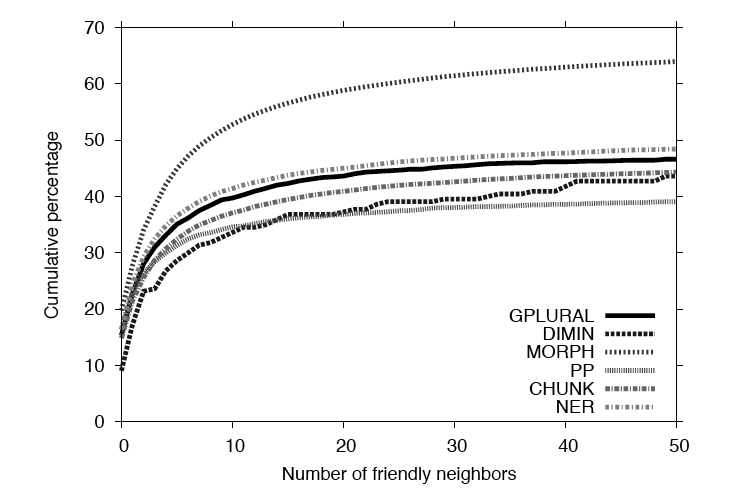 70
60
50
40
30
20
10
0
Cumulative percentage
GPLURAL
DIMIN
MORPH
PP
CHUNK
NER
0 10 20 30 40 50
Number of friendly neighbors